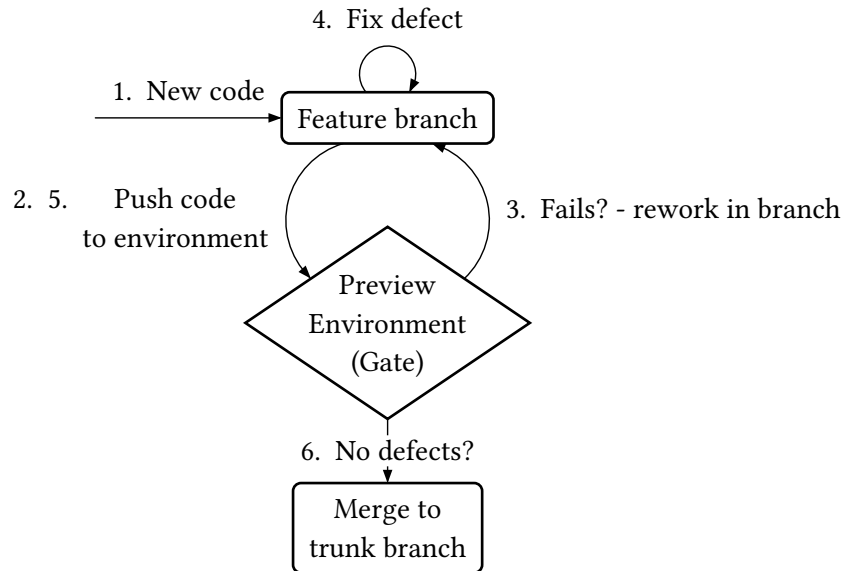 4. Fix defect
1. New code
Feature branch
2. 5. Push code
to environment
3. Fails? - rework in branch
Preview
Environment
(Gate)
6. No defects?
Merge to
trunk branch